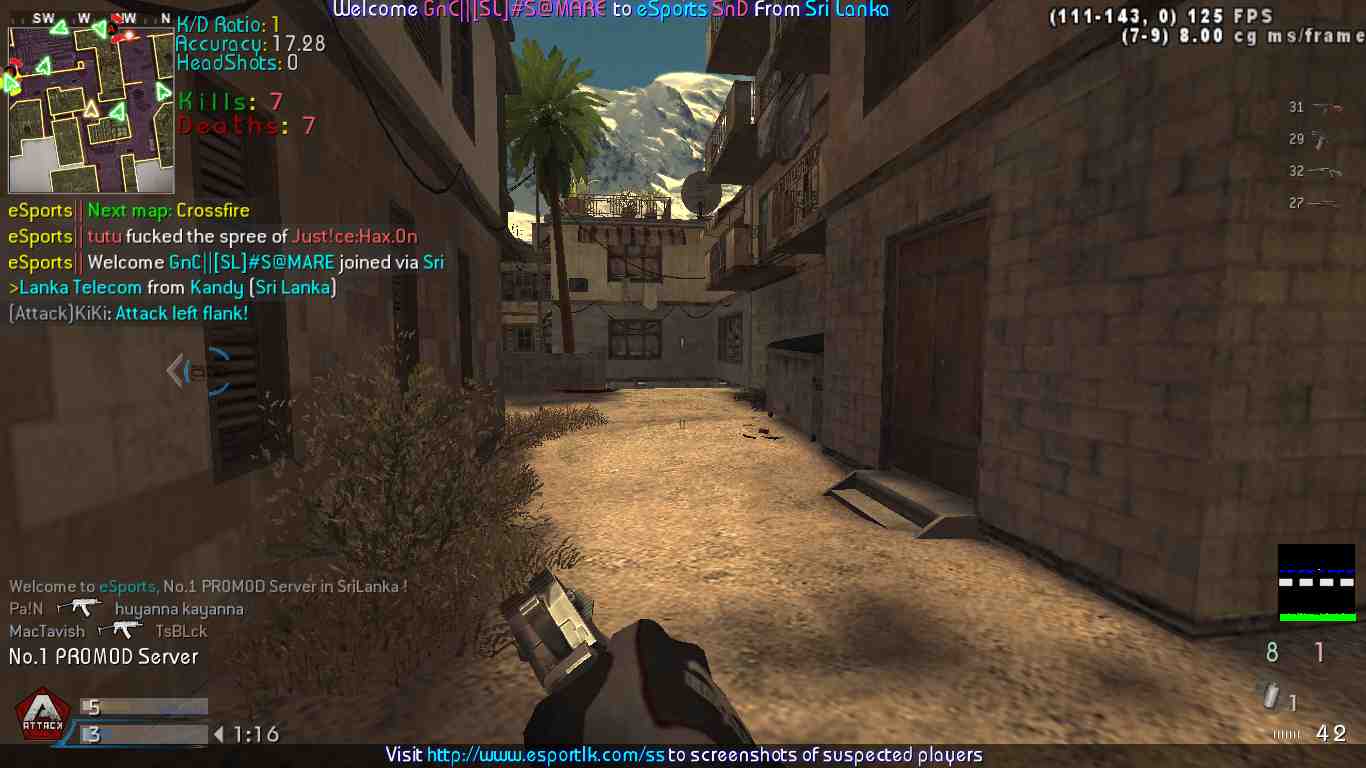 Welcome GnC||[SL]#S@MARE to eSports SnD From Sri Lanka
SW W NW N
K/D Ratio: 1
Accuracy: 17.28
HeadShots: 0
Kills: 7
Deaths: 7
(111-143, 0) 125 FPS
(7-9) 8.00 cg ms/frame
31
29
32
27
eSports|| Next map: Crossfire
eSports|| tutu fucked the spree of Just!ce:Hax.0n
eSports|| Welcome GnC||[SL]#S@MARE joined via Sri
>Lanka Telecom from Kandy (Sri Lanka)
(Attack)KiKi: Attack left flank!
Welcome to eSports, No.1 PROMOD Server in SriLanka !
Pa!N huyanna kayanna
MacTavish TsBLck
No.1 PROMOD Server
ATTACK
5
3 1:16
8 1
1
42
Visit http://www.esportlk.com/ss to screenshots of suspected players